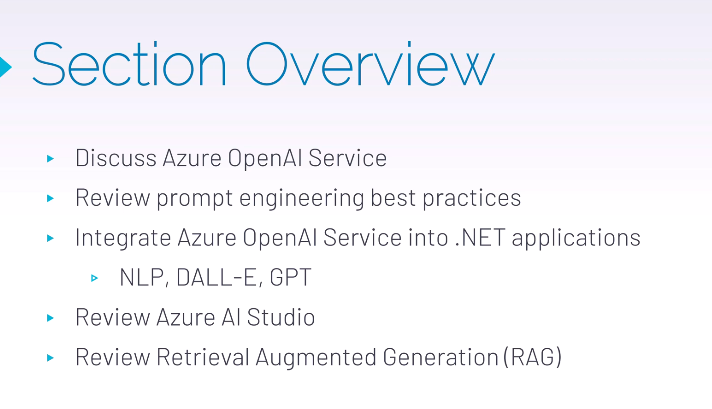 Section Overview
Discuss Azure OpenAI Service
Review prompt engineering best practices
Integrate Azure OpenAI Service into .NET applications
NLP, DALL-E, GPT
Review Azure AI Studio
Review Retrieval Augmented Generation (RAG)